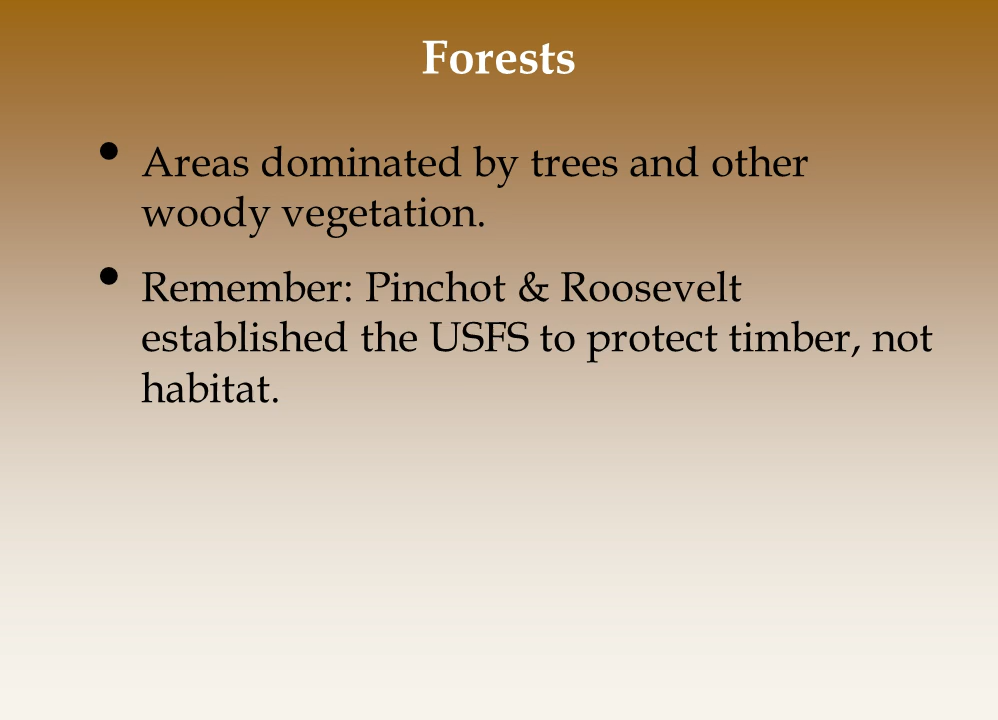 Forests
• Areas dominated by trees and other
woody vegetation.
• Remember: Pinchot & Roosevelt
established the USFS to protect timber, not
habitat.